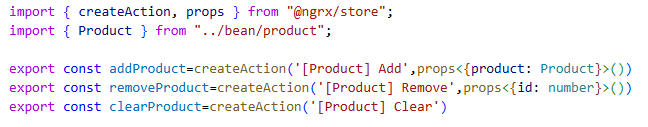 import { createAction, props } from "@ngrx/store";
import { Product } from "../bean/product";
export const addProduct=createAction('[Product] Add',props<{product: Product}>())
export const removeProduct=createAction('[Product] Remove',props<{id: number}>())
export const clearProduct=createAction('[Product] Clear')